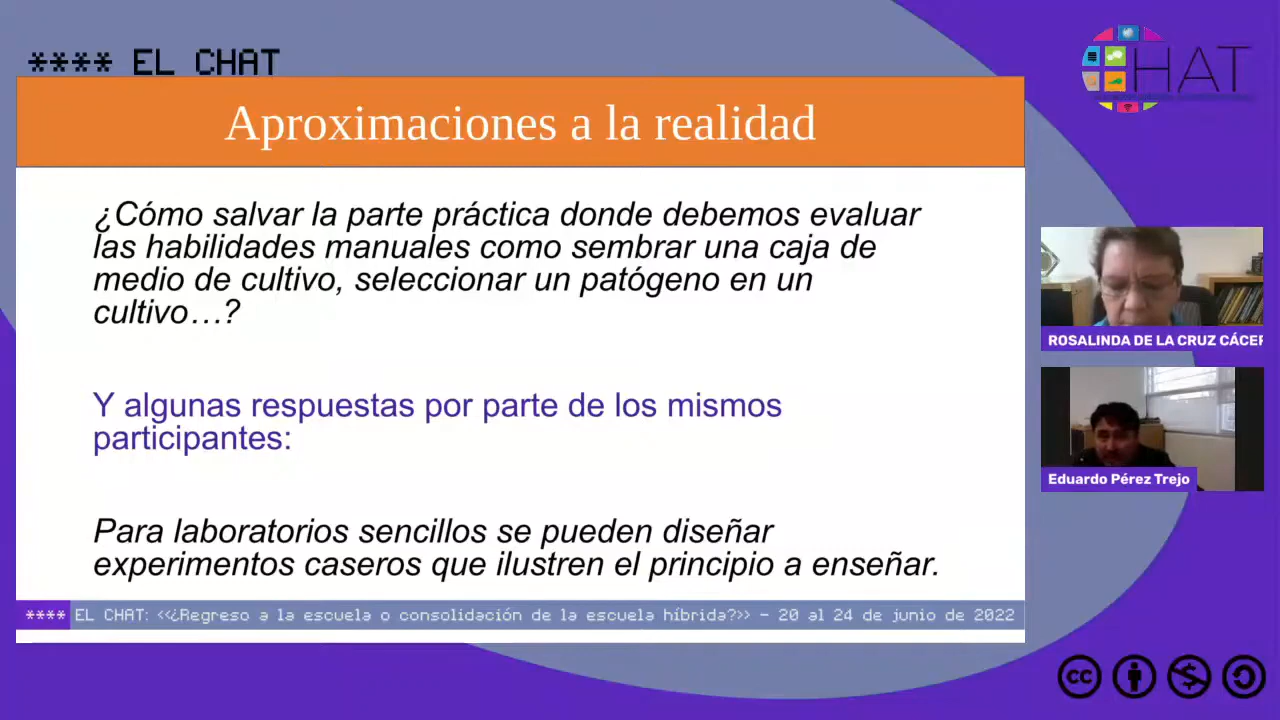 **** EL CHAT
HAT
Aproximaciones a la realidad
¿Cómo salvar la parte práctica donde debemos evaluar
las habilidades manuales como sembrar una caja de
medio de cultivo, seleccionar un patógeno en un
cultivo…?
Y algunas respuestas por parte de los mismos
participantes:
Para laboratorios sencillos se pueden diseñar
experimentos caseros que ilustren el principio a enseñar.
ROSALINDA DE LA CRUZ CÁCER
Eduardo Pérez Trejo
**** EL CHAT: <<¿Regreso a la escuela o consolidación de la escuela híbrida?>> – 20 al 24 de junio de 2022
cc